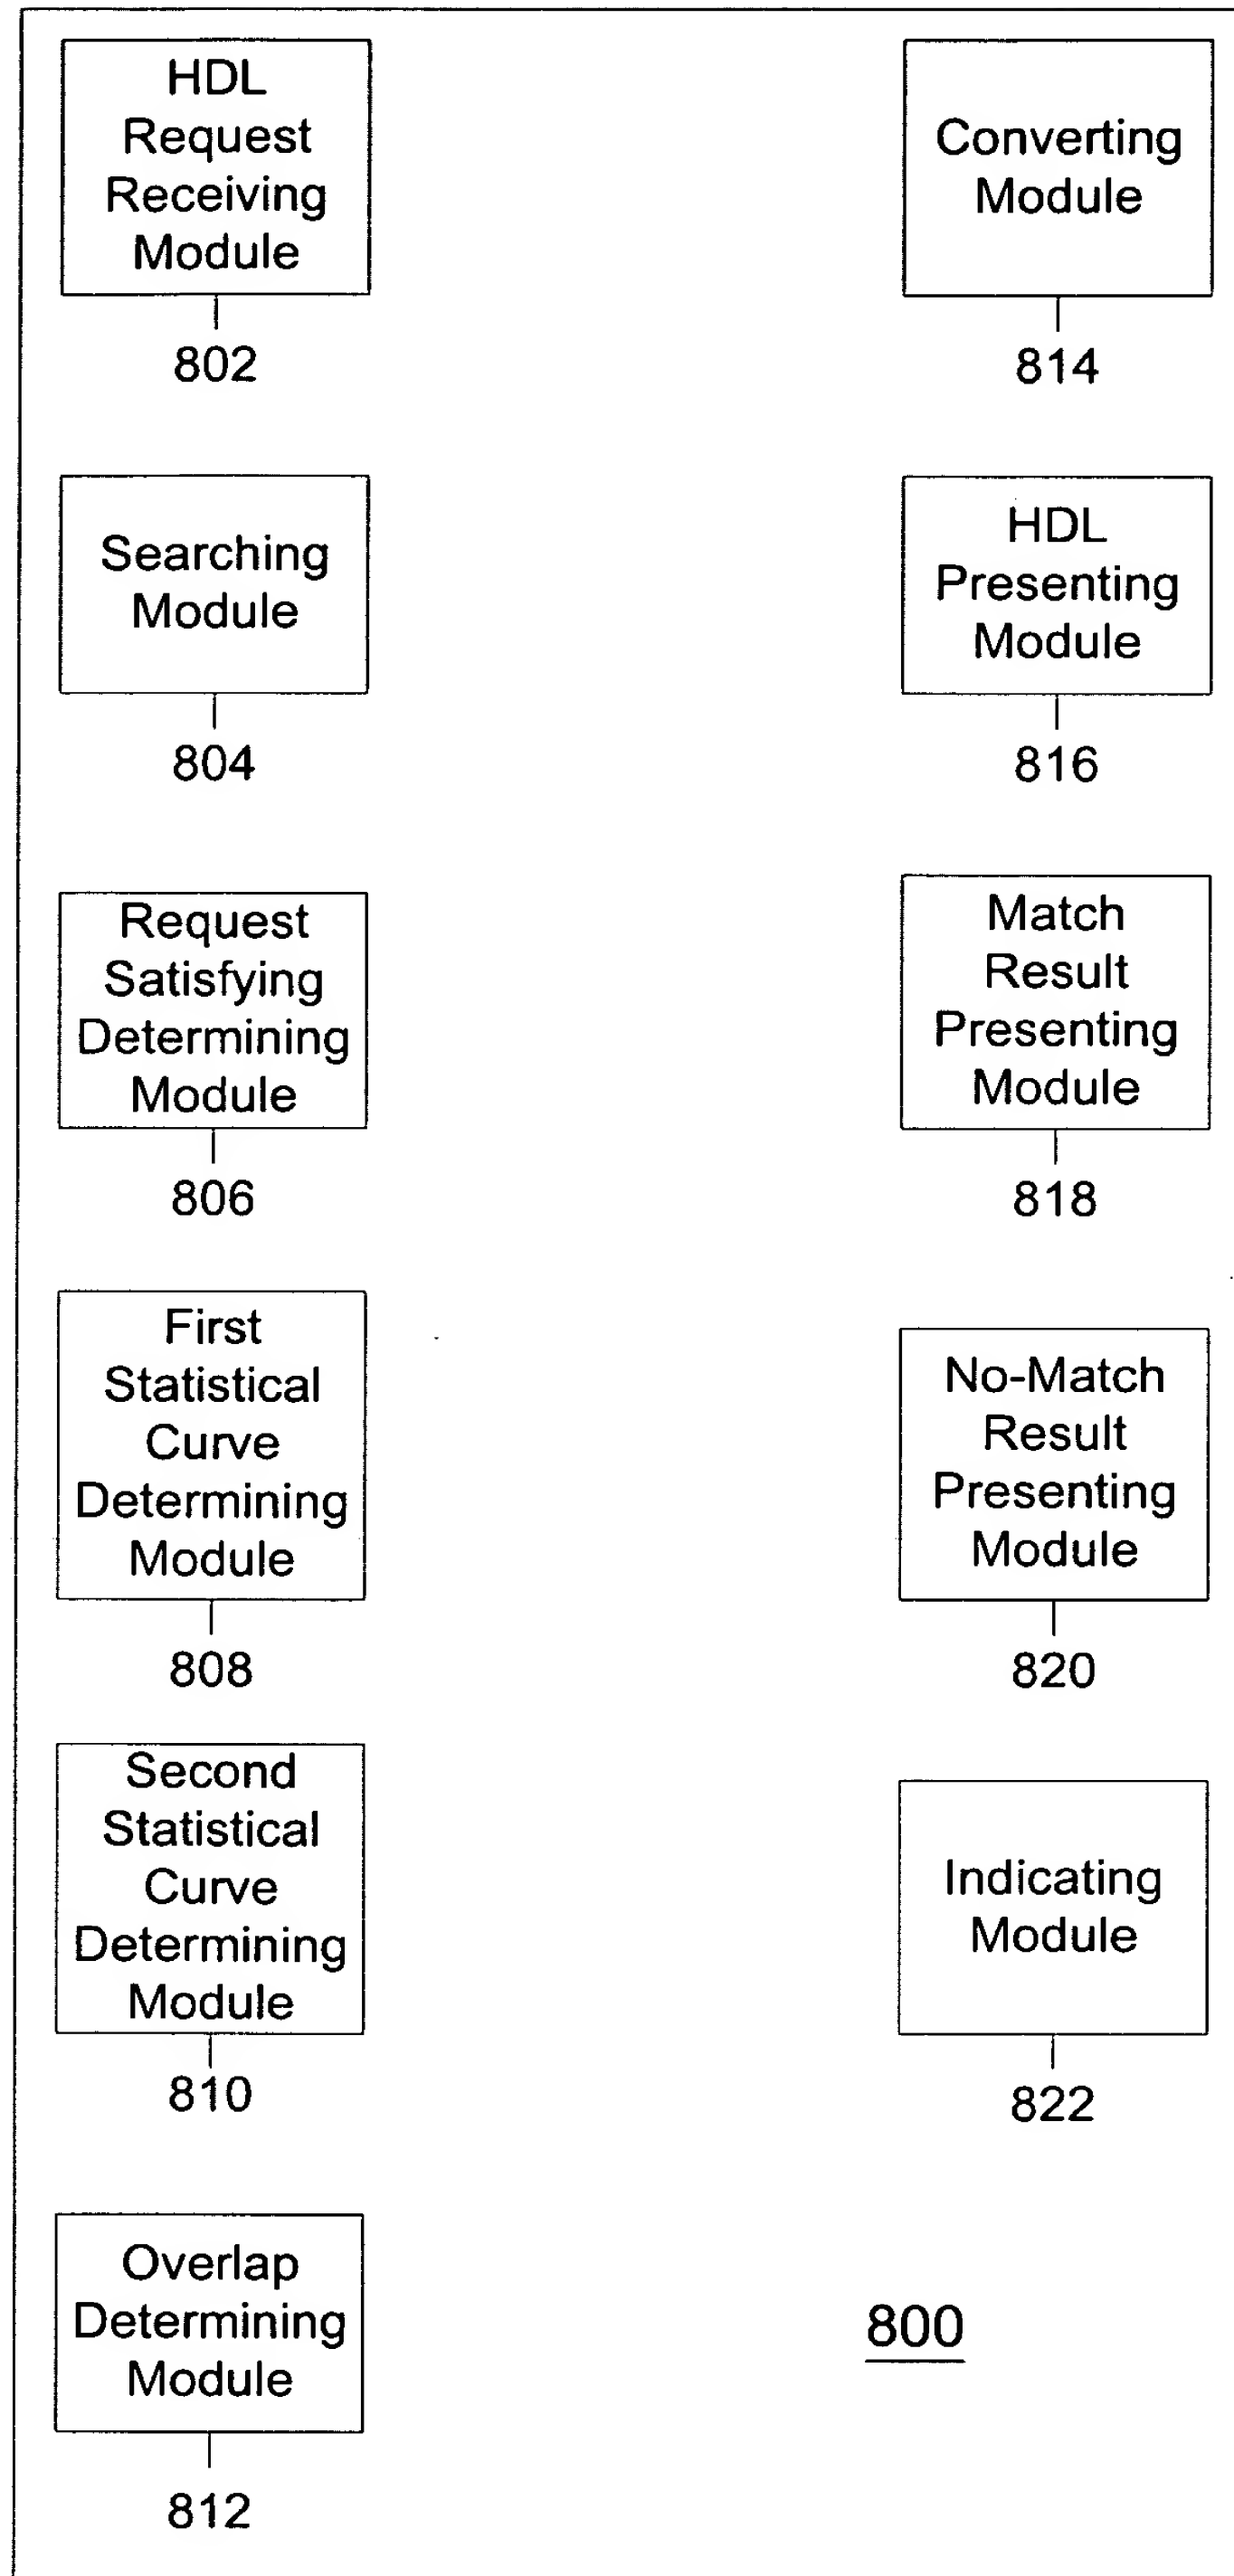 HDL
Request
Receiving
Module
802
Searching
Module
804
Request
Satisfying
Determining
Module
806
First
Statistical
Curve
Determining
Module
808
Second
Statistical
Curve
Determining
Module
810
Overlap
Determining
Module
812
Converting
Module
814
HDL
Presenting
Module
816
Match
Result
Presenting
Module
818
No-Match
Result
Presenting
Module
820
Indicating
Module
822
800